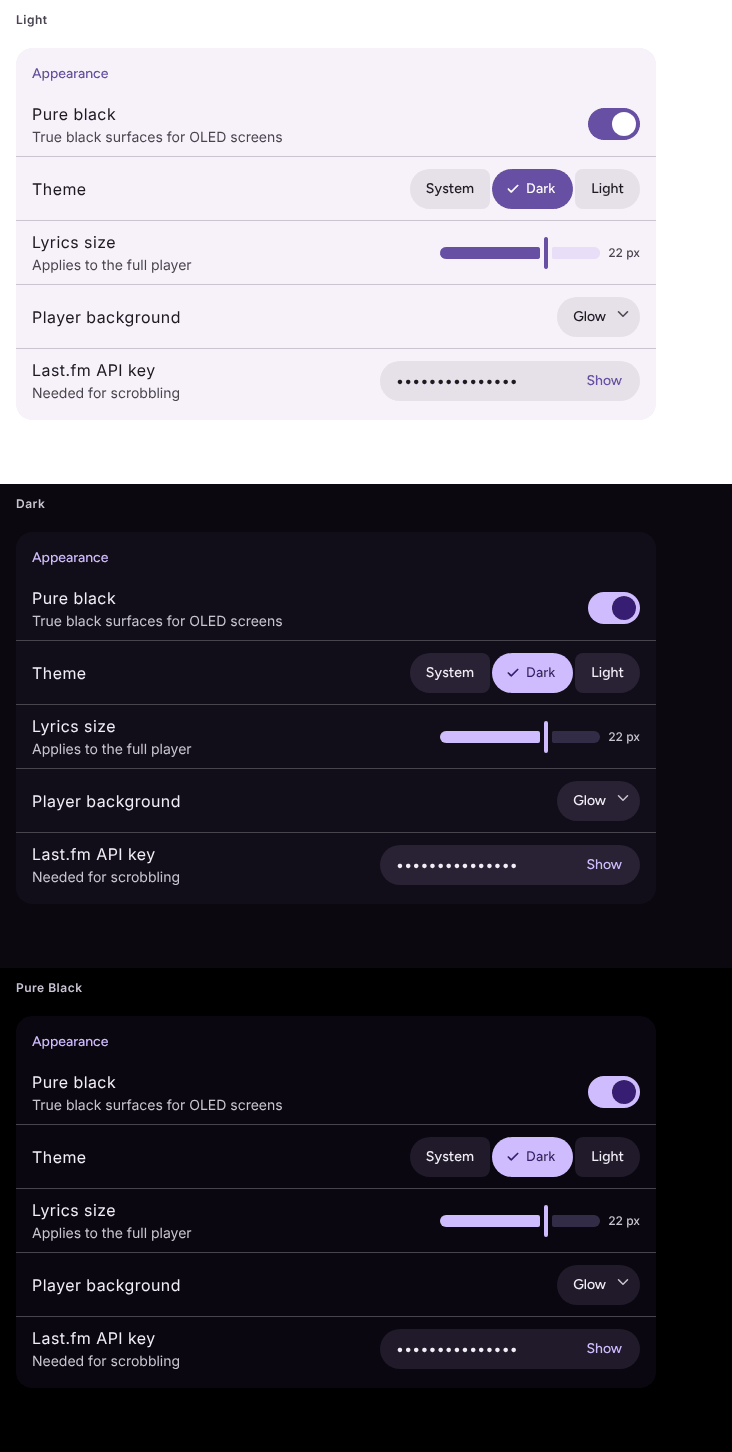 Light
Appearance
Pure black
True black surfaces for OLED screens
Theme
System
Dark
Light
Lyrics size
Applies to the full player
22 px
Player background
Glow
Last.fm API key
Needed for scrobbling
•••••••••••••••
Show
Dark
Appearance
Pure black
True black surfaces for OLED screens
Theme
System
Dark
Light
Lyrics size
Applies to the full player
22 px
Player background
Glow
Last.fm API key
Needed for scrobbling
•••••••••••••••
Show
Pure Black
Appearance
Pure black
True black surfaces for OLED screens
Theme
System
Dark
Light
Lyrics size
Applies to the full player
22 px
Player background
Glow
Last.fm API key
Needed for scrobbling
•••••••••••••••
Show